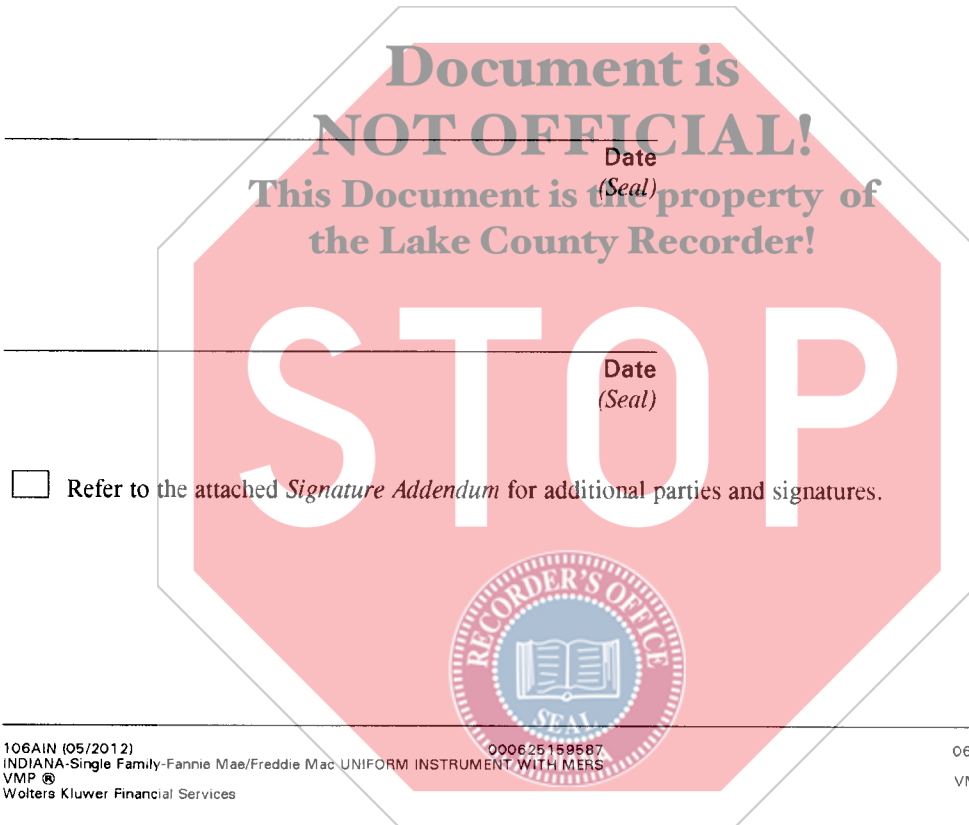 Document is
NOT OFFICIAL!
Date
(Seal)
This Document is the property of
the Lake County Recorder!
STOP
Date
(Seal)
Refer to the attached Signature Addendum for additional parties and signatures.
RECORDER'S OFFICE
SEAL
106AIN (05/2012)
000625159587
06
INDIANA-Single Family-Fannie Mae/Freddie Mac UNIFORM INSTRUMENT WITH MERS
VMP ®
Wolters Kluwer Financial Services